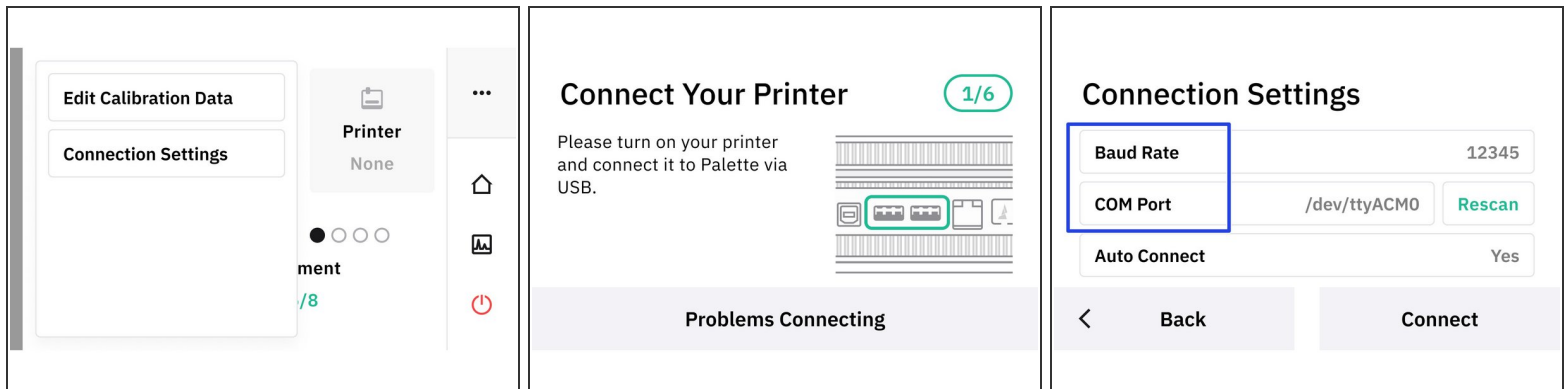 Edit Calibration Data
Connection Settings
Printer
None
ment
/8
Connect Your Printer
1/6
Please turn on your printer
and connect it to Palette via
USB.
Problems Connecting
Connection Settings
Baud Rate 12345
COM Port /dev/ttyACM0 Rescan
Auto Connect Yes
Back Connect